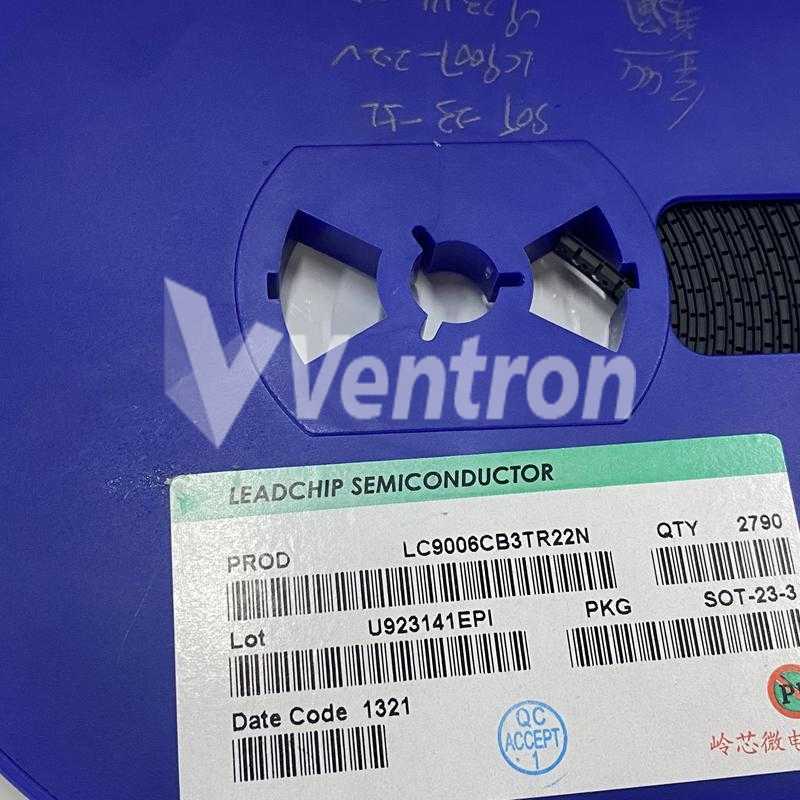 Ventron
LEADCHIP SEMICONDUCTOR
PROD LC9006CB3TR22N QTY 2790
Lot U923141EPI PKG SOT-23-3
Date Code 1321
QC
ACCEPT
1
Pb
岭芯微电